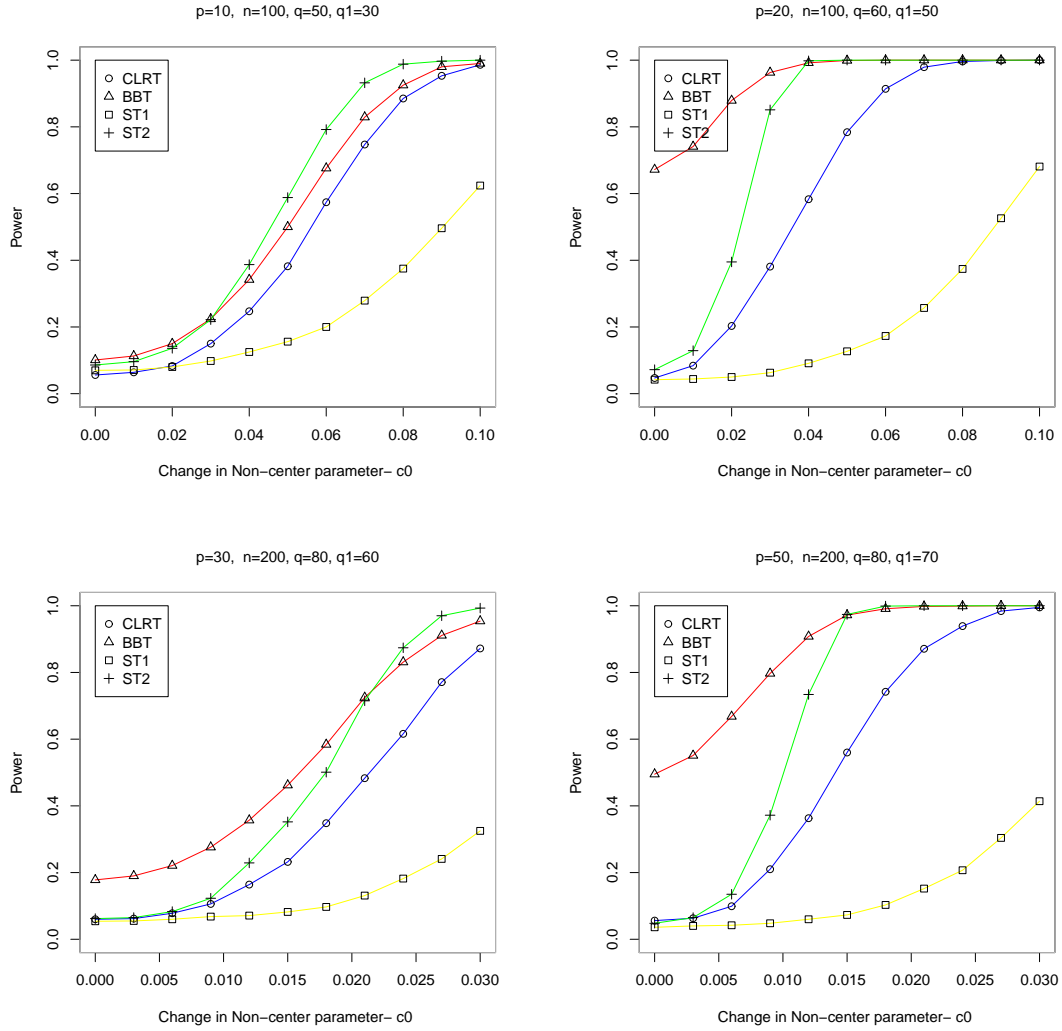 p=10,  n=100, q=50, q1=30
CLRT
BBT
ST1
ST2
Power
0.0
0.2
0.4
0.6
0.8
1.0
0.00 0.02 0.04 0.06 0.08 0.10
Change in Non−center parameter− c0
p=20,  n=100, q=60, q1=50
CLRT
BBT
ST1
ST2
Power
0.0
0.2
0.4
0.6
0.8
1.0
0.00 0.02 0.04 0.06 0.08 0.10
Change in Non−center parameter− c0
p=30,  n=200, q=80, q1=60
CLRT
BBT
ST1
ST2
Power
0.0
0.2
0.4
0.6
0.8
1.0
0.000 0.005 0.010 0.015 0.020 0.025 0.030
Change in Non−center parameter− c0
p=50,  n=200, q=80, q1=70
CLRT
BBT
ST1
ST2
Power
0.0
0.2
0.4
0.6
0.8
1.0
0.000 0.005 0.010 0.015 0.020 0.025 0.030
Change in Non−center parameter− c0